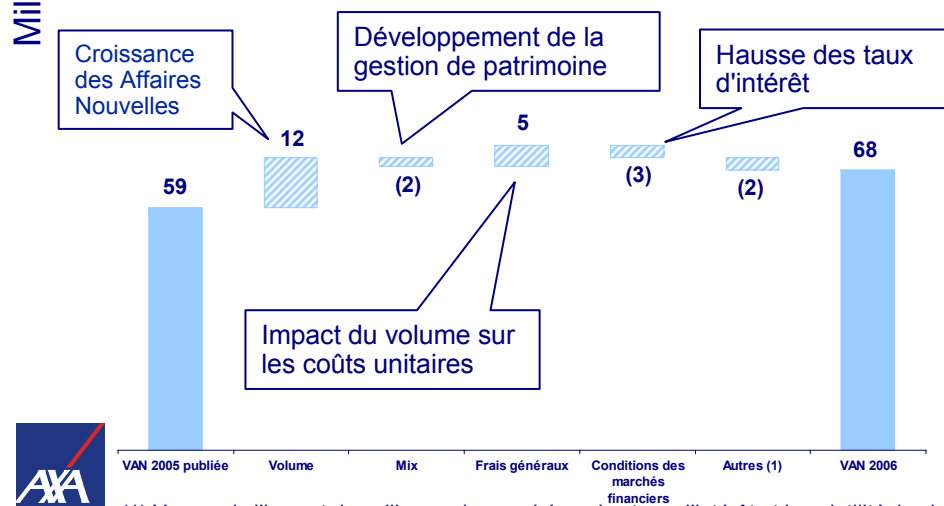 Mil
Croissance
des Affaires
Nouvelles
Développement de la
gestion de patrimoine
Hausse des taux
d'intérêt
59
12
(2)
5
(3)
(2)
68
Impact du volume sur
les coûts unitaires
AXA
VAN 2005 publiée
Volume
Mix
Frais généraux
Conditions des
marchés
financiers
Autres (1)
VAN 2006